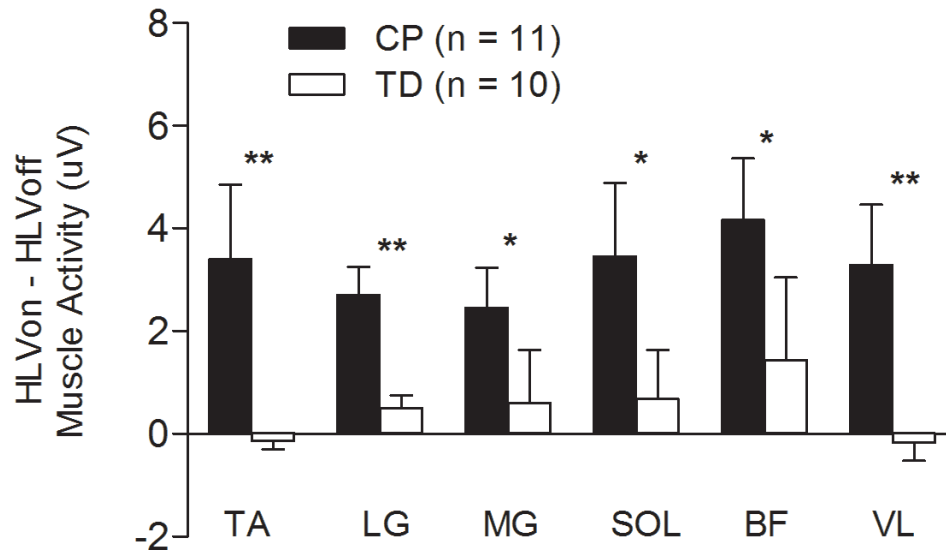 8
CP (n = 11)
TD (n = 10)
6
4
2
0
-2
HLVon - HLVoff
Muscle Activity (uV)
** ** * * * **
TA LG MG SOL BF VL